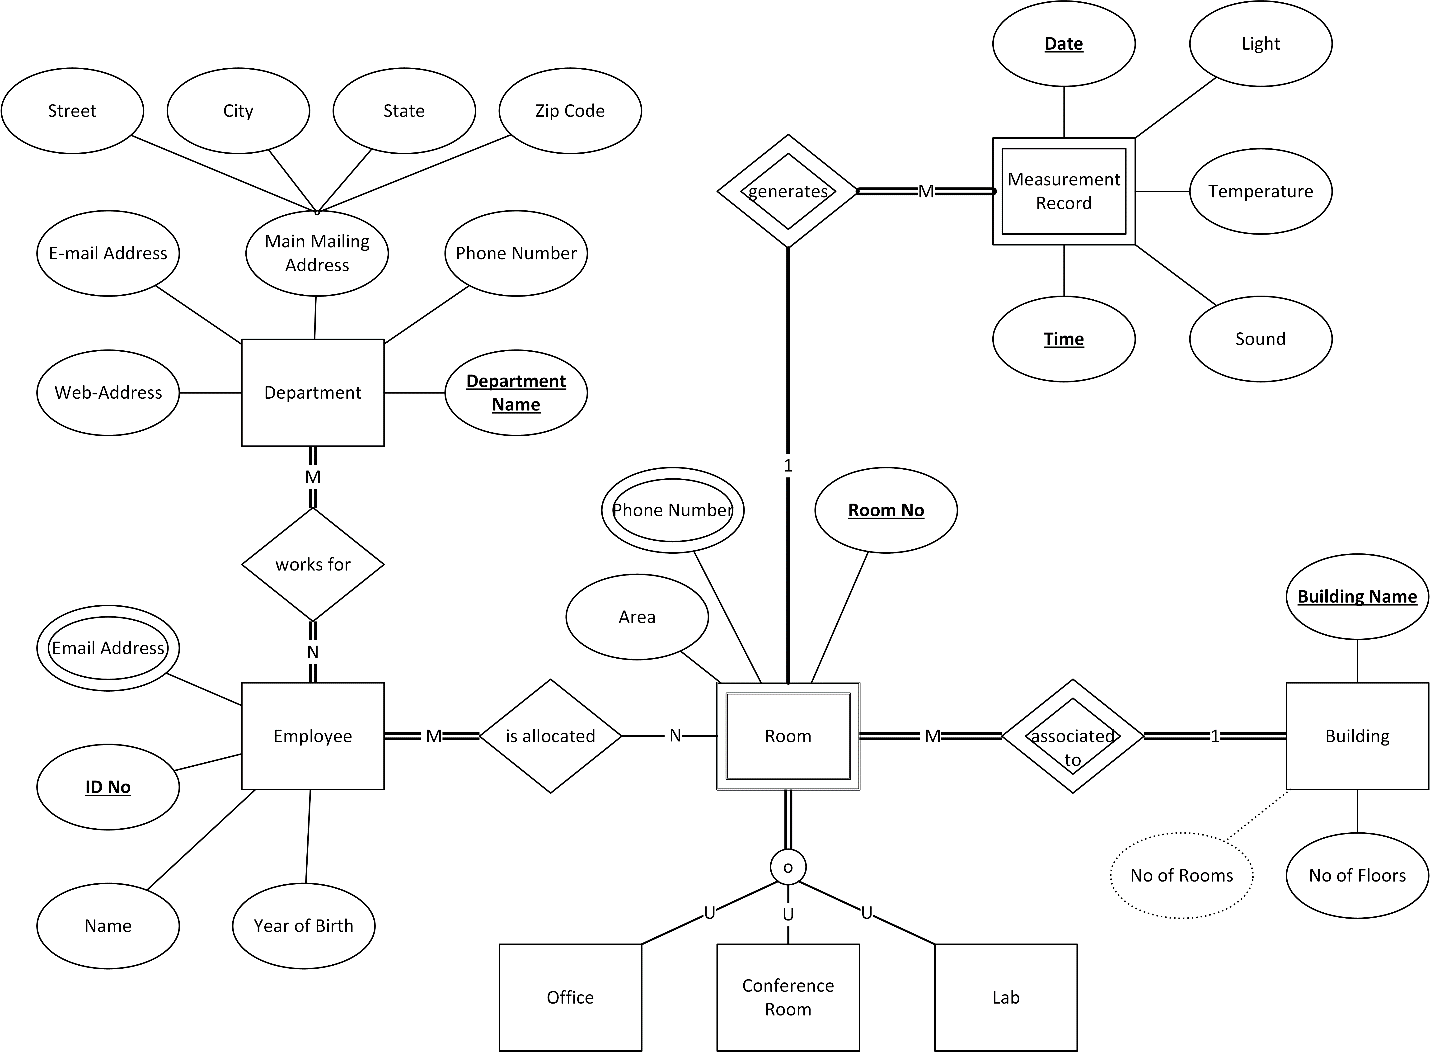 Date
Light
Street
City
State
Zip Code
generates
M
Measurement
Record
Temperature
E-mail Address
Main Mailing
Address
Phone Number
Time
Sound
Web-Address
Department
Department
Name
M
1
Phone Number
Room No
works for
Area
Building Name
N
Email Address
Employee
M
is allocated
N
Room
M
associated
to
1
Building
ID No
o
No of Rooms
No of Floors
Name
Year of Birth
U
U
U
Office
Conference
Room
Lab